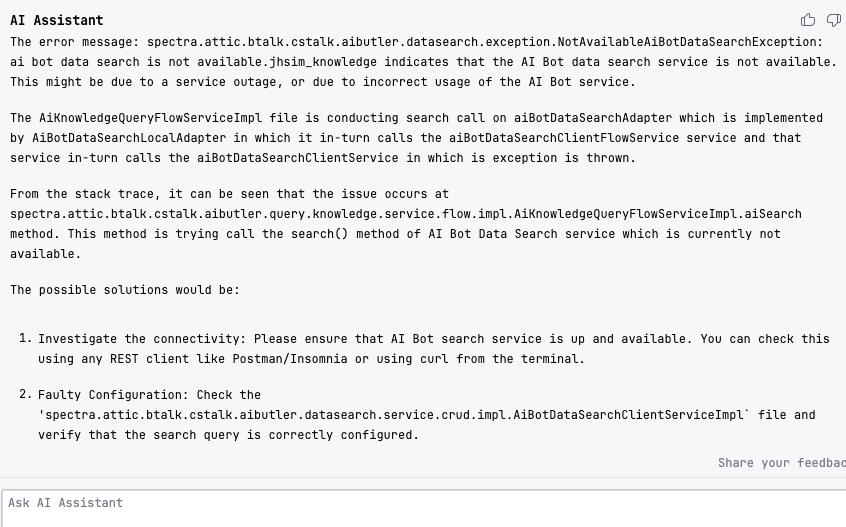 AI Assistant
The error message: spectra.attic.btalk.cstalk.aibutler.datasearch.exception.NotAvailableAiBotDataSearchException:
ai bot data search is not available.jhsim_knowledge indicates that the AI Bot data search service is not available.
This might be due to a service outage, or due to incorrect usage of the AI Bot service.
The AiKnowledgeQueryFlowServiceImpl file is conducting search call on aiBotDataSearchAdapter which is implemented
by AiBotDataSearchLocalAdapter in which it in-turn calls the aiBotDataSearchClientFlowService service and that
service in-turn calls the aiBotDataSearchClientService in which is exception is thrown.
From the stack trace, it can be seen that the issue occurs at
spectra.attic.btalk.cstalk.aibutler.query.knowledge.service.flow.impl.AiKnowledgeQueryFlowServiceImpl.aiSearch
method. This method is trying call the search() method of AI Bot Data Search service which is currently not
available.
The possible solutions would be:
1. Investigate the connectivity: Please ensure that AI Bot search service is up and available. You can check this
using any REST client like Postman/Insomnia or using curl from the terminal.
2. Faulty Configuration: Check the
'spectra.attic.btalk.cstalk.aibutler.datasearch.service.crud.impl.AiBotDataSearchClientServiceImpl` file and
verify that the search query is correctly configured.
Share your feedbac
Ask AI Assistant